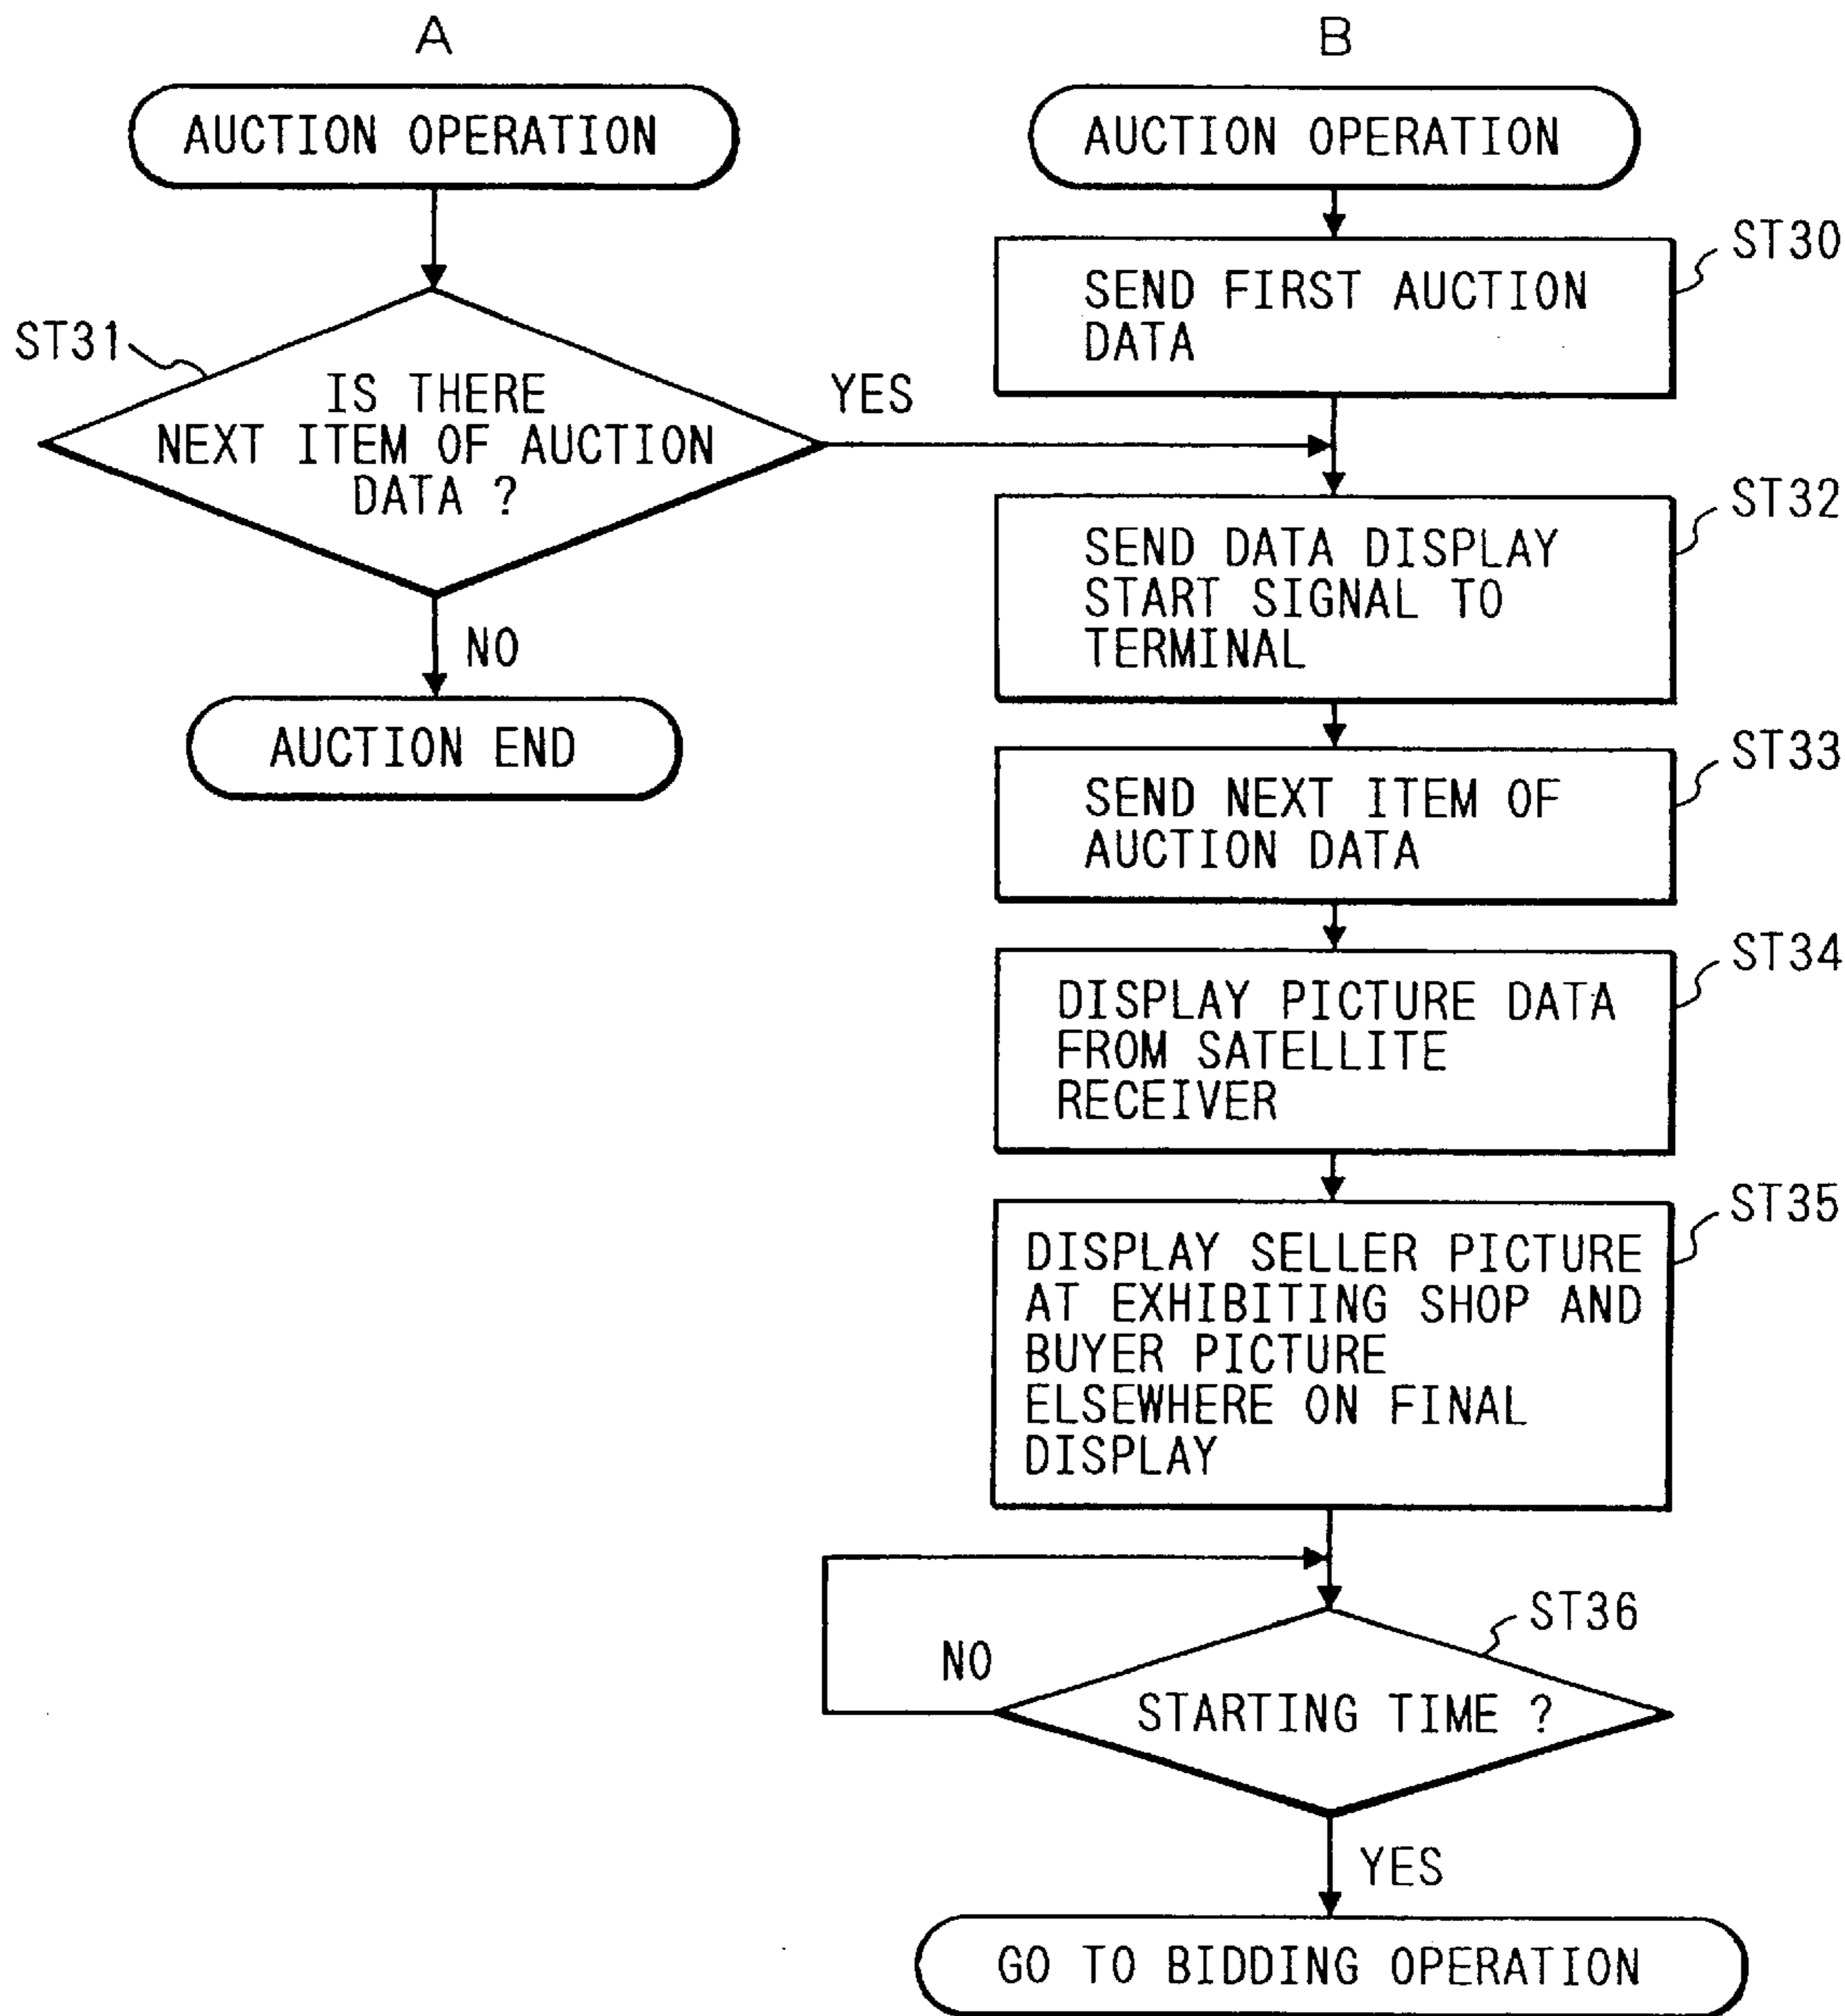 A
AUCTION OPERATION
ST31
IS THERE
NEXT ITEM OF AUCTION
DATA ?
YES
NO
AUCTION END
B
AUCTION OPERATION
ST30
SEND FIRST AUCTION
DATA
ST32
SEND DATA DISPLAY
START SIGNAL TO
TERMINAL
ST33
SEND NEXT ITEM OF
AUCTION DATA
ST34
DISPLAY PICTURE DATA
FROM SATELLITE
RECEIVER
ST35
DISPLAY SELLER PICTURE
AT EXHIBITING SHOP AND
BUYER PICTURE
ELSEWHERE ON FINAL
DISPLAY
ST36
NO
STARTING TIME ?
YES
GO TO BIDDING OPERATION